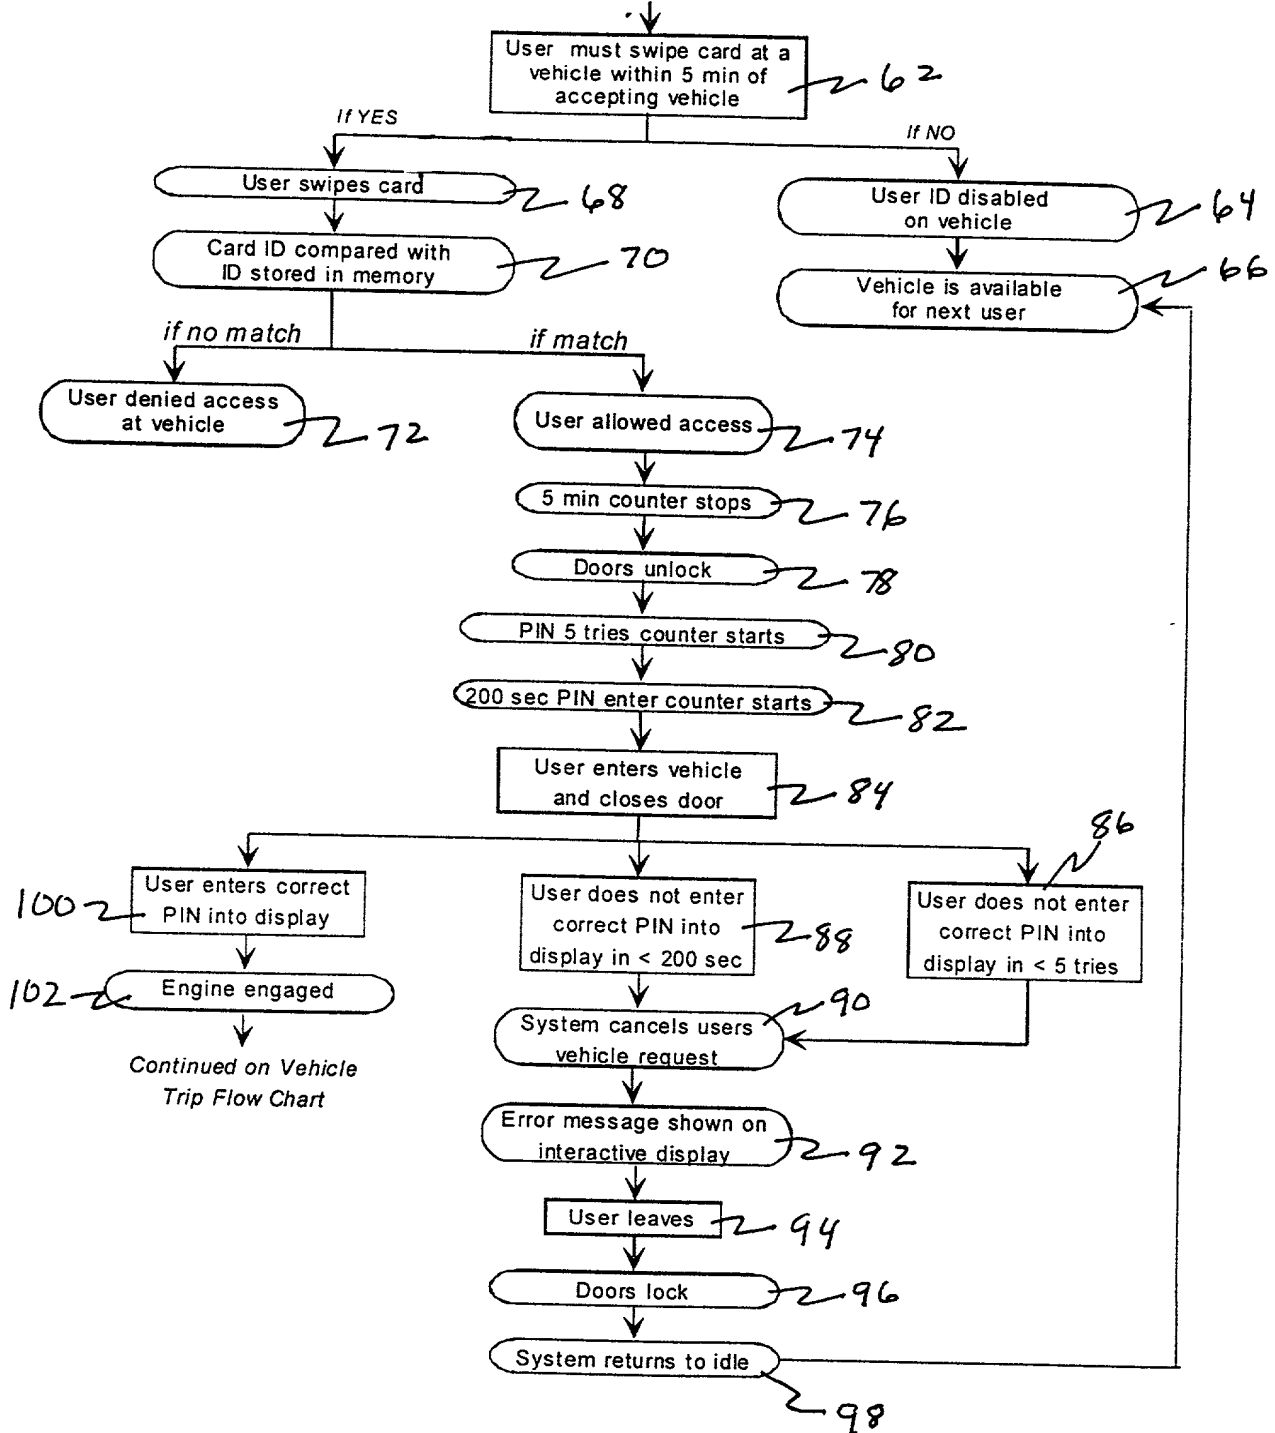 User must swipe card at a
vehicle within 5 min of
accepting vehicle
62
If YES
If NO
User swipes card
68
User ID disabled
on vehicle
64
Card ID compared with
ID stored in memory
70
Vehicle is available
for next user
66
if no match
if match
User denied access
at vehicle
72
User allowed access
74
5 min counter stops
76
Doors unlock
78
PIN 5 tries counter starts
80
200 sec PIN enter counter starts
82
User enters vehicle
and closes door
84
86
100
User enters correct
PIN into display
User does not enter
correct PIN into
display in < 200 sec
88
User does not enter
correct PIN into
display in < 5 tries
102
Engine engaged
90
System cancels users
vehicle request
Continued on Vehicle
Trip Flow Chart
Error message shown on
interactive display
92
User leaves
94
Doors lock
96
System returns to idle
98